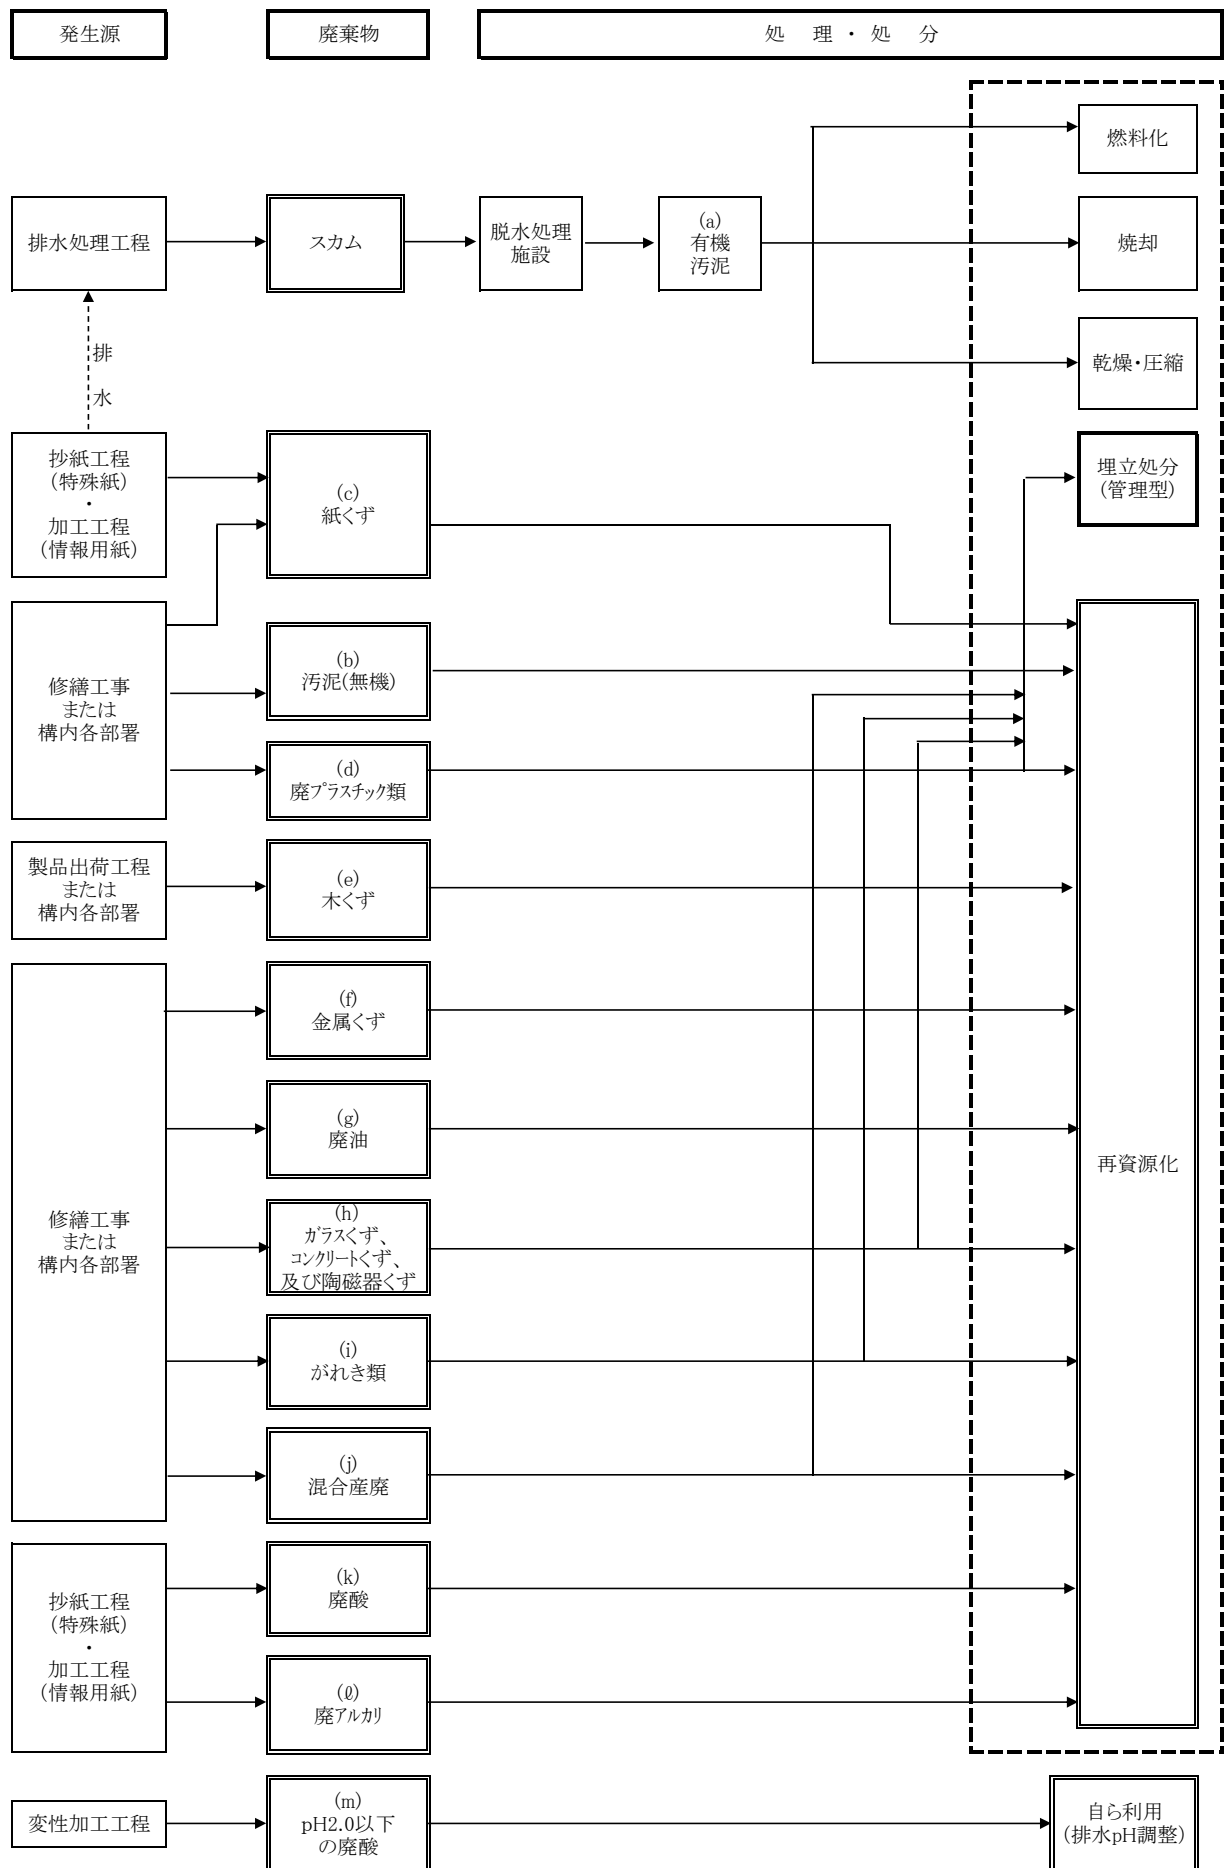 発生源
廃棄物
処 理 ・ 処 分
燃料化
排水処理工程
スカム
脱水処理
施設
(a)
有機
汚泥
焼却
排
水
乾燥・圧縮
抄紙工程
(特殊紙)
・
加工工程
(情報用紙)
(c)
紙くず
埋立処分
(管理型)
修繕工事
または
構内各部署
(b)
汚泥(無機)
(d)
廃プラスチック類
製品出荷工程
または
構内各部署
(e)
木くず
修繕工事
または
構内各部署
(f)
金属くず
(g)
廃油
(h)
ガラスくず、
コンクリートくず、
及び陶磁器くず
(i)
がれき類
(j)
混合産廃
再資源化
抄紙工程
(特殊紙)
・
加工工程
(情報用紙)
(k)
廃酸
(ℓ)
廃アルカリ
変性加工工程
(m)
pH2.0以下
の廃酸
自ら利用
(排水pH調整)